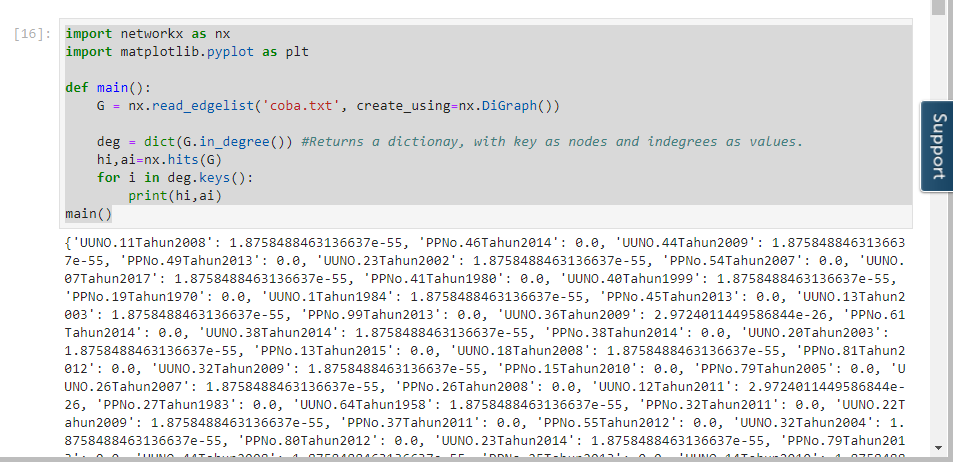 [16]: import networkx as nx
import matplotlib.pyplot as plt
def main():
G = nx.read_edgelist('coba.txt', create_using=nx.DiGraph())
deg = dict(G.in_degree()) #Returns a dictionay, with key as nodes and indegrees as values.
hi,ai=nx.hits(G)
for i in deg.keys():
print(hi,ai)
main()
{'UUNO.11Tahun2008': 1.8758488463136637e-55, 'PPNo.46Tahun2014': 0.0, 'UUNO.44Tahun2009': 1.875848846313663
7e-55, 'PPNo.49Tahun2013': 0.0, 'UUNO.23Tahun2002': 1.8758488463136637e-55, 'PPNo.54Tahun2007': 0.0, 'UUNO.
07Tahun2017': 1.8758488463136637e-55, 'PPNo.41Tahun1980': 0.0, 'UUNO.40Tahun1999': 1.8758488463136637e-55,
'PPNo.19Tahun1970': 0.0, 'UUNO.1Tahun1984': 1.8758488463136637e-55, 'PPNo.45Tahun2013': 0.0, 'UUNO.13Tahun2
003': 1.8758488463136637e-55, 'PPNo.99Tahun2013': 0.0, 'UUNO.36Tahun2009': 2.9724011449586844e-26, 'PPNo.61
Tahun2014': 0.0, 'UUNO.38Tahun2014': 1.8758488463136637e-55, 'PPNo.38Tahun2014': 0.0, 'UUNO.20Tahun2003':
1.8758488463136637e-55, 'PPNo.13Tahun2015': 0.0, 'UUNO.18Tahun2008': 1.8758488463136637e-55, 'PPNo.81Tahun2
012': 0.0, 'UUNO.32Tahun2009': 1.8758488463136637e-55, 'PPNo.15Tahun2010': 0.0, 'PPNo.79Tahun2005': 0.0, 'U
UNO.26Tahun2007': 1.8758488463136637e-55, 'PPNo.26Tahun2008': 0.0, 'UUNO.12Tahun2011': 2.9724011449586844e-
26, 'PPNo.27Tahun1983': 0.0, 'UUNO.64Tahun1958': 1.8758488463136637e-55, 'PPNo.32Tahun2011': 0.0, 'UUNO.22T
ahun2009': 1.8758488463136637e-55, 'PPNo.37Tahun2011': 0.0, 'PPNo.55Tahun2012': 0.0, 'UUNO.32Tahun2004': 1.
8758488463136637e-55, 'PPNo.80Tahun2012': 0.0, 'UUNO.23Tahun2014': 1.8758488463136637e-55, 'PPNo.79Tahun201
Support